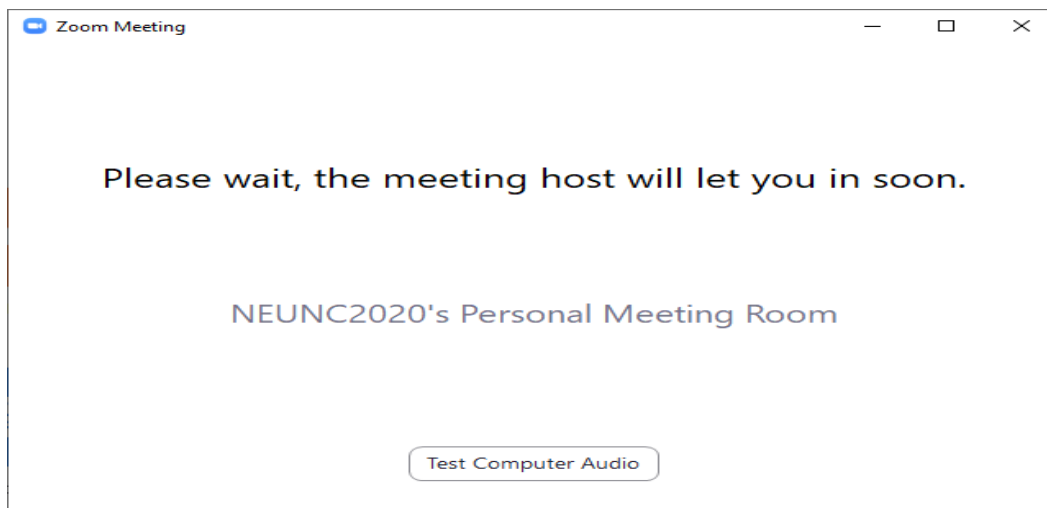 Zoom Meeting
Please wait, the meeting host will let you in soon.
NEUNC2020's Personal Meeting Room
Test Computer Audio